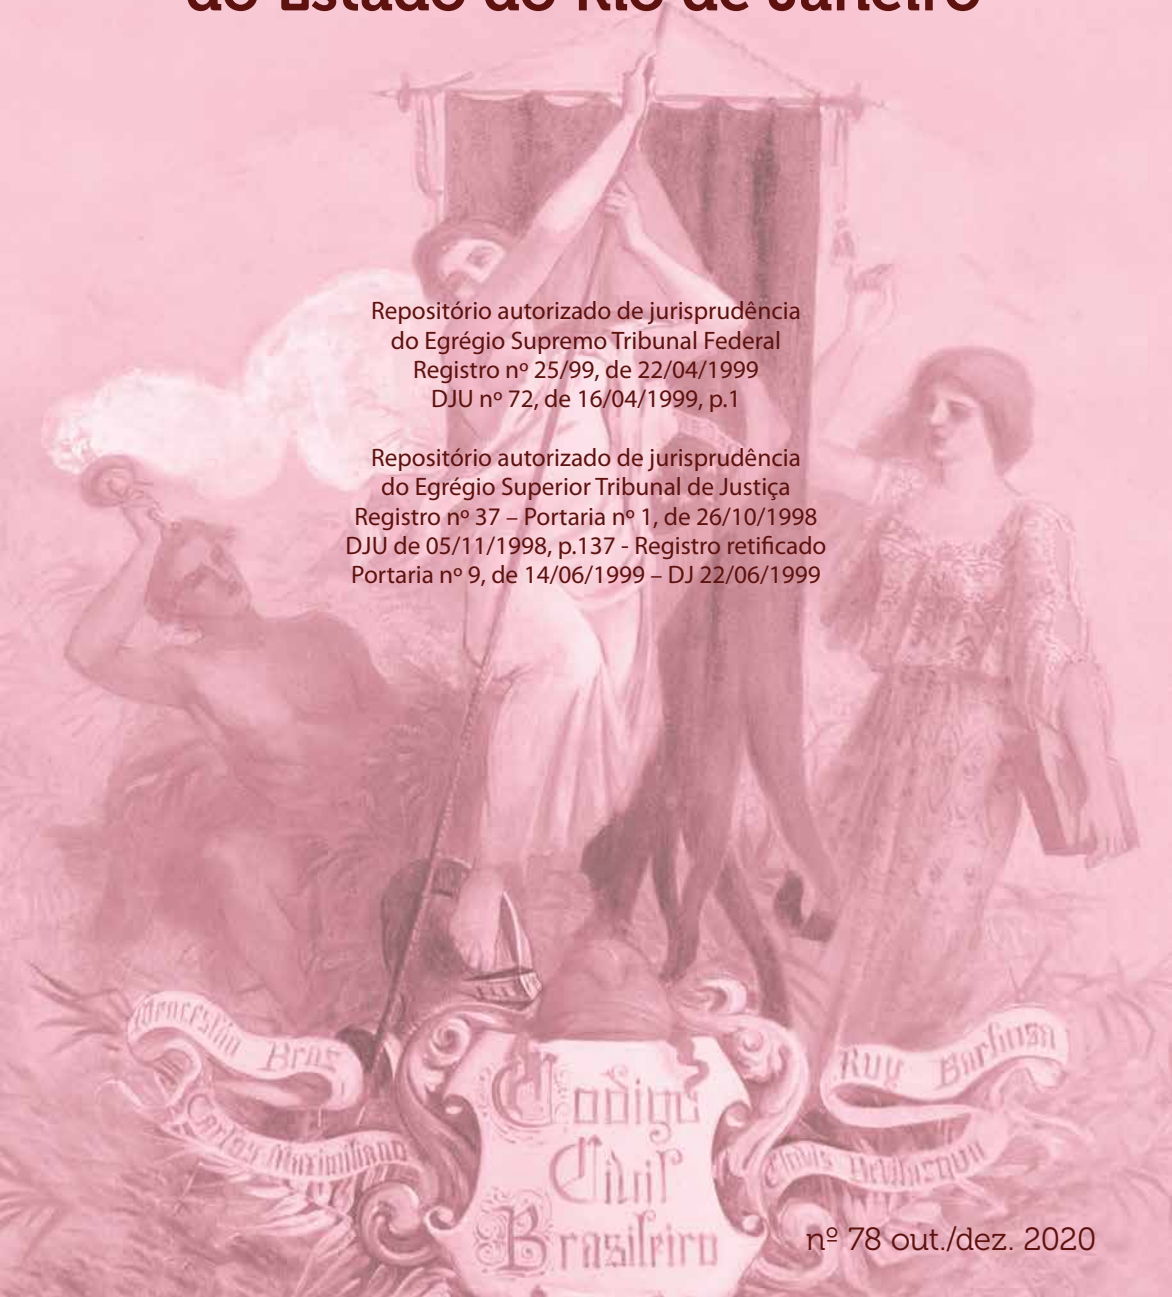 do Estado do Rio de Janeiro
Repositório autorizado de jurisprudência
do Egrégio Supremo Tribunal Federal
Registro nº 25/99, de 22/04/1999
DJU nº 72, de 16/04/1999, p.1
Repositório autorizado de jurisprudência
do Egrégio Superior Tribunal de Justiça
Registro nº 37 – Portaria nº 1, de 26/10/1998
DJU de 05/11/1998, p.137 - Registro retificado
Portaria nº 9, de 14/06/1999 – DJ 22/06/1999
Wenceslau Braz
Carlos Maximiliano
Ruy Barbosa
Clovis Bevilaqua
Codigo
Civil
Brasileiro
nº 78 out./dez. 2020